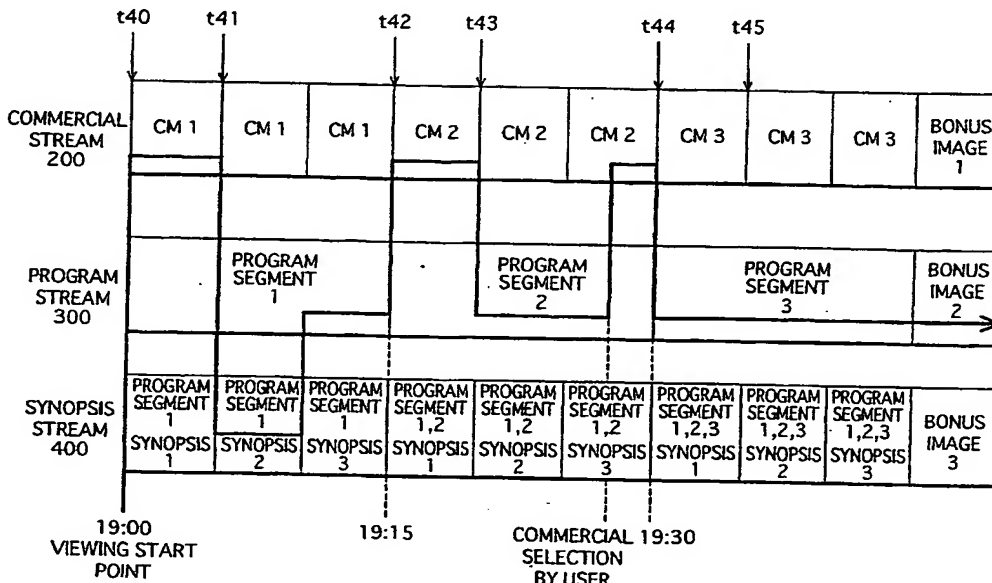 t40 t41 t42 t43 t44 t45
COMMERCIAL
STREAM
200
CM 1 CM 1 CM 1 CM 2 CM 2 CM 2 CM 3 CM 3 CM 3
BONUS
IMAGE
1
PROGRAM
STREAM
300
PROGRAM
SEGMENT
1
PROGRAM
SEGMENT
2
PROGRAM
SEGMENT
3
BONUS
IMAGE
2
SYNOPSIS
STREAM
400
PROGRAM
SEGMENT
1
SYNOPSIS
1
PROGRAM
SEGMENT
1
SYNOPSIS
2
PROGRAM
SEGMENT
1
SYNOPSIS
3
PROGRAM
SEGMENT
1,2
SYNOPSIS
1
PROGRAM
SEGMENT
1,2
SYNOPSIS
2
PROGRAM
SEGMENT
1,2
SYNOPSIS
3
PROGRAM
SEGMENT
1,2,3
SYNOPSIS
1
PROGRAM
SEGMENT
1,2,3
SYNOPSIS
2
PROGRAM
SEGMENT
1,2,3
SYNOPSIS
3
BONUS
IMAGE
3
19:00
VIEWING START
POINT
19:15
COMMERCIAL
SELECTION
BY USER
19:30